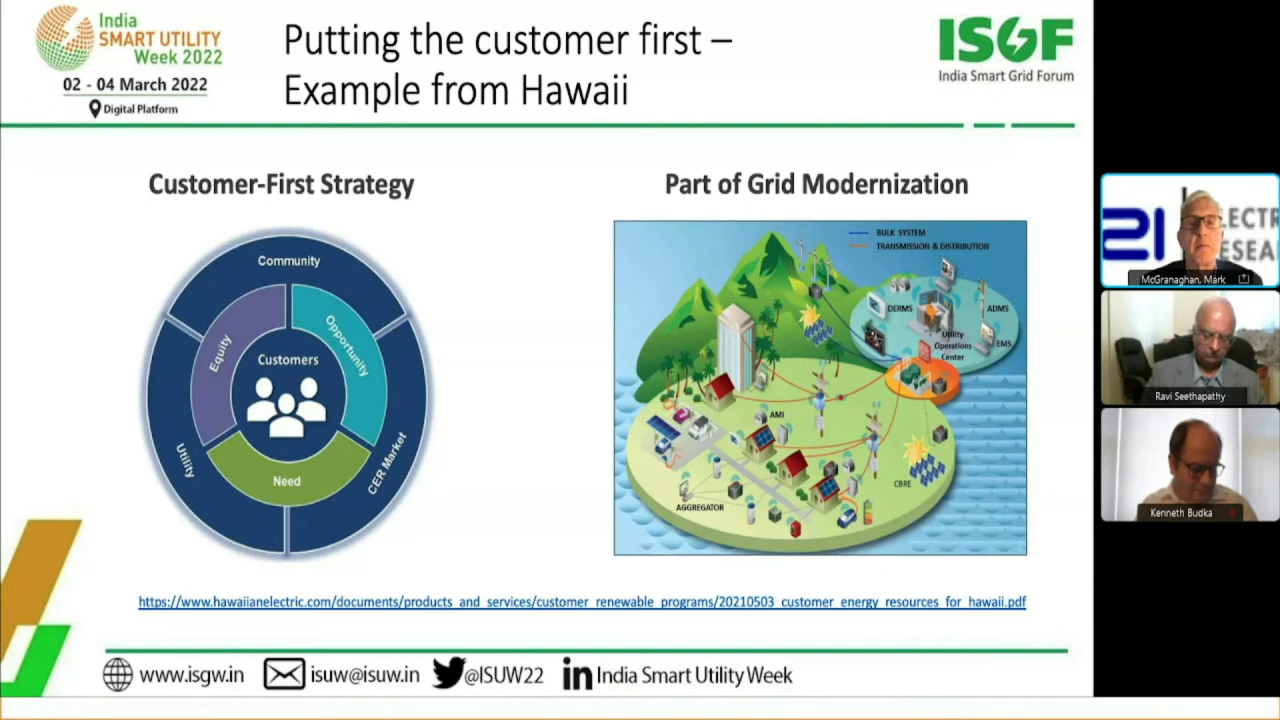 India
SMART UTILITY
Week 2022
02 - 04 March 2022
Digital Platform
Putting the customer first –
Example from Hawaii
ISGF
India Smart Grid Forum
Customer-First Strategy
Community
Equity
Opportunity
Customers
Utility
Need
CER Market
Part of Grid Modernization
BULK SYSTEM
TRANSMISSION & DISTRIBUTION
DERMS
ADMS
Utility
Operations
Center
EMS
AMI
CBRE
AGGREGATOR
https://www.hawaiianelectric.com/documents/products_and_services/customer_renewable_programs/20210503_customer_energy_resources_for_hawaii.pdf
www.isgw.in
isuw@isuw.in
@ISUW22
in India Smart Utility Week
McGranaghan, Mark
Ravi Seethapathy
Kenneth Budka